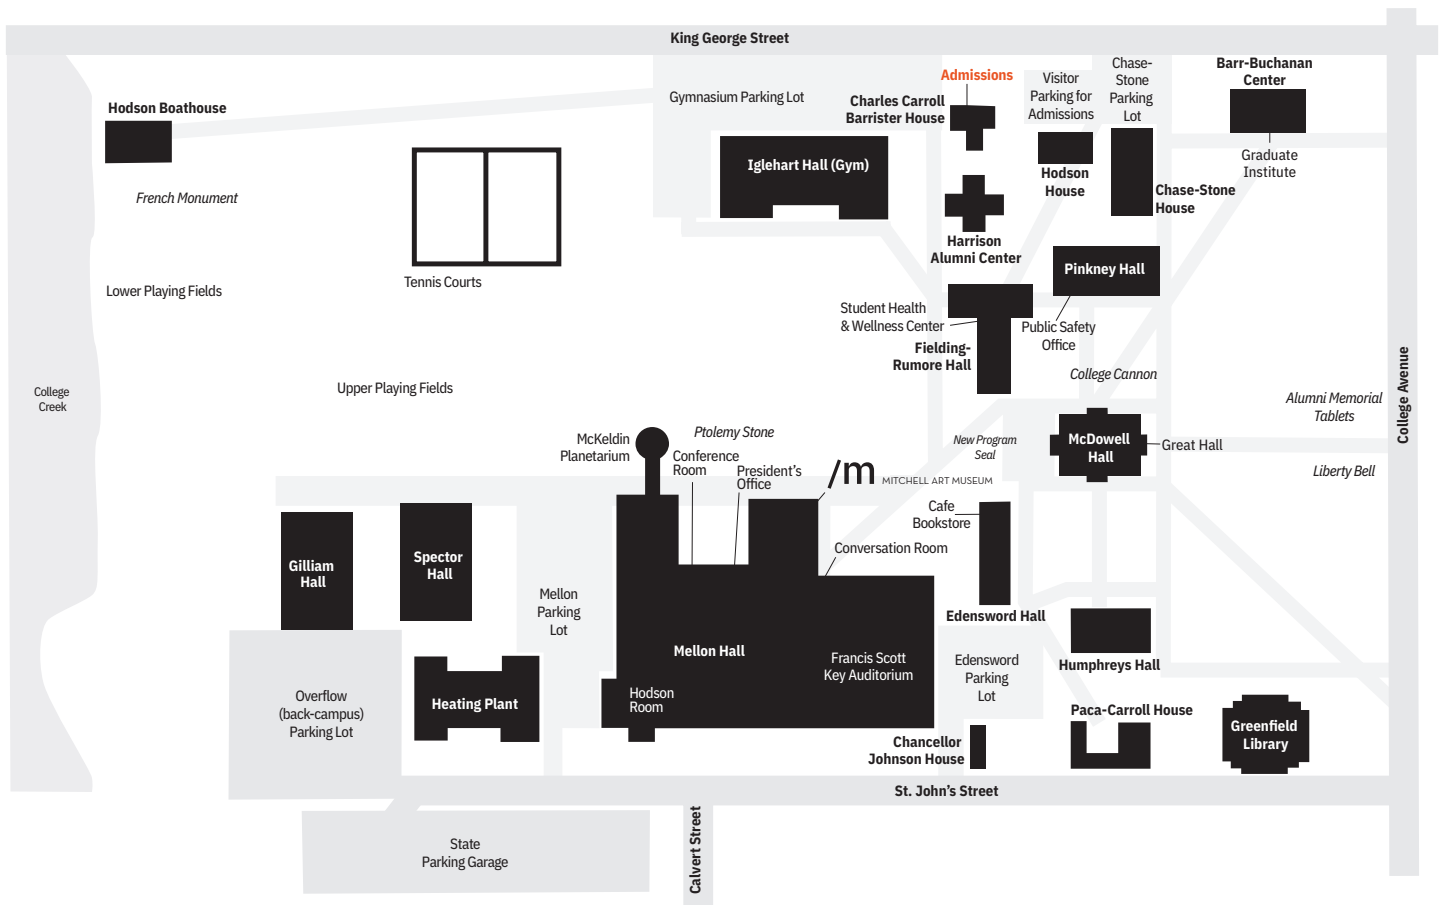 King George Street
Hodson Boathouse
French Monument
Lower Playing Fields
College
Creek
Tennis Courts
Upper Playing Fields
Gymnasium Parking Lot
Iglehart Hall (Gym)
Admissions
Charles Carroll
Barrister House
Visitor
Parking for
Admissions
Chase-
Stone
Parking
Lot
Barr-Buchanan
Center
Graduate
Institute
Hodson
House
Chase-Stone
House
Harrison
Alumni Center
Pinkney Hall
Student Health
& Wellness Center
Public Safety
Office
Fielding-
Rumore Hall
College Cannon
Alumni Memorial
Tablets
College Avenue
McDowell
Hall
Great Hall
Liberty Bell
New Program
Seal
McKeldin
Planetarium
Ptolemy Stone
Conference
Room
President's
Office
/m
MITCHELL ART MUSEUM
Cafe
Bookstore
Conversation Room
Gilliam
Hall
Spector
Hall
Mellon
Parking
Lot
Mellon Hall
Francis Scott
Key Auditorium
Hodson
Room
Edensword Hall
Edensword
Parking
Lot
Humphreys Hall
Overflow
(back-campus)
Parking Lot
Heating Plant
Chancellor
Johnson House
Paca-Carroll House
Greenfield
Library
St. John's Street
State
Parking Garage
Calvert Street